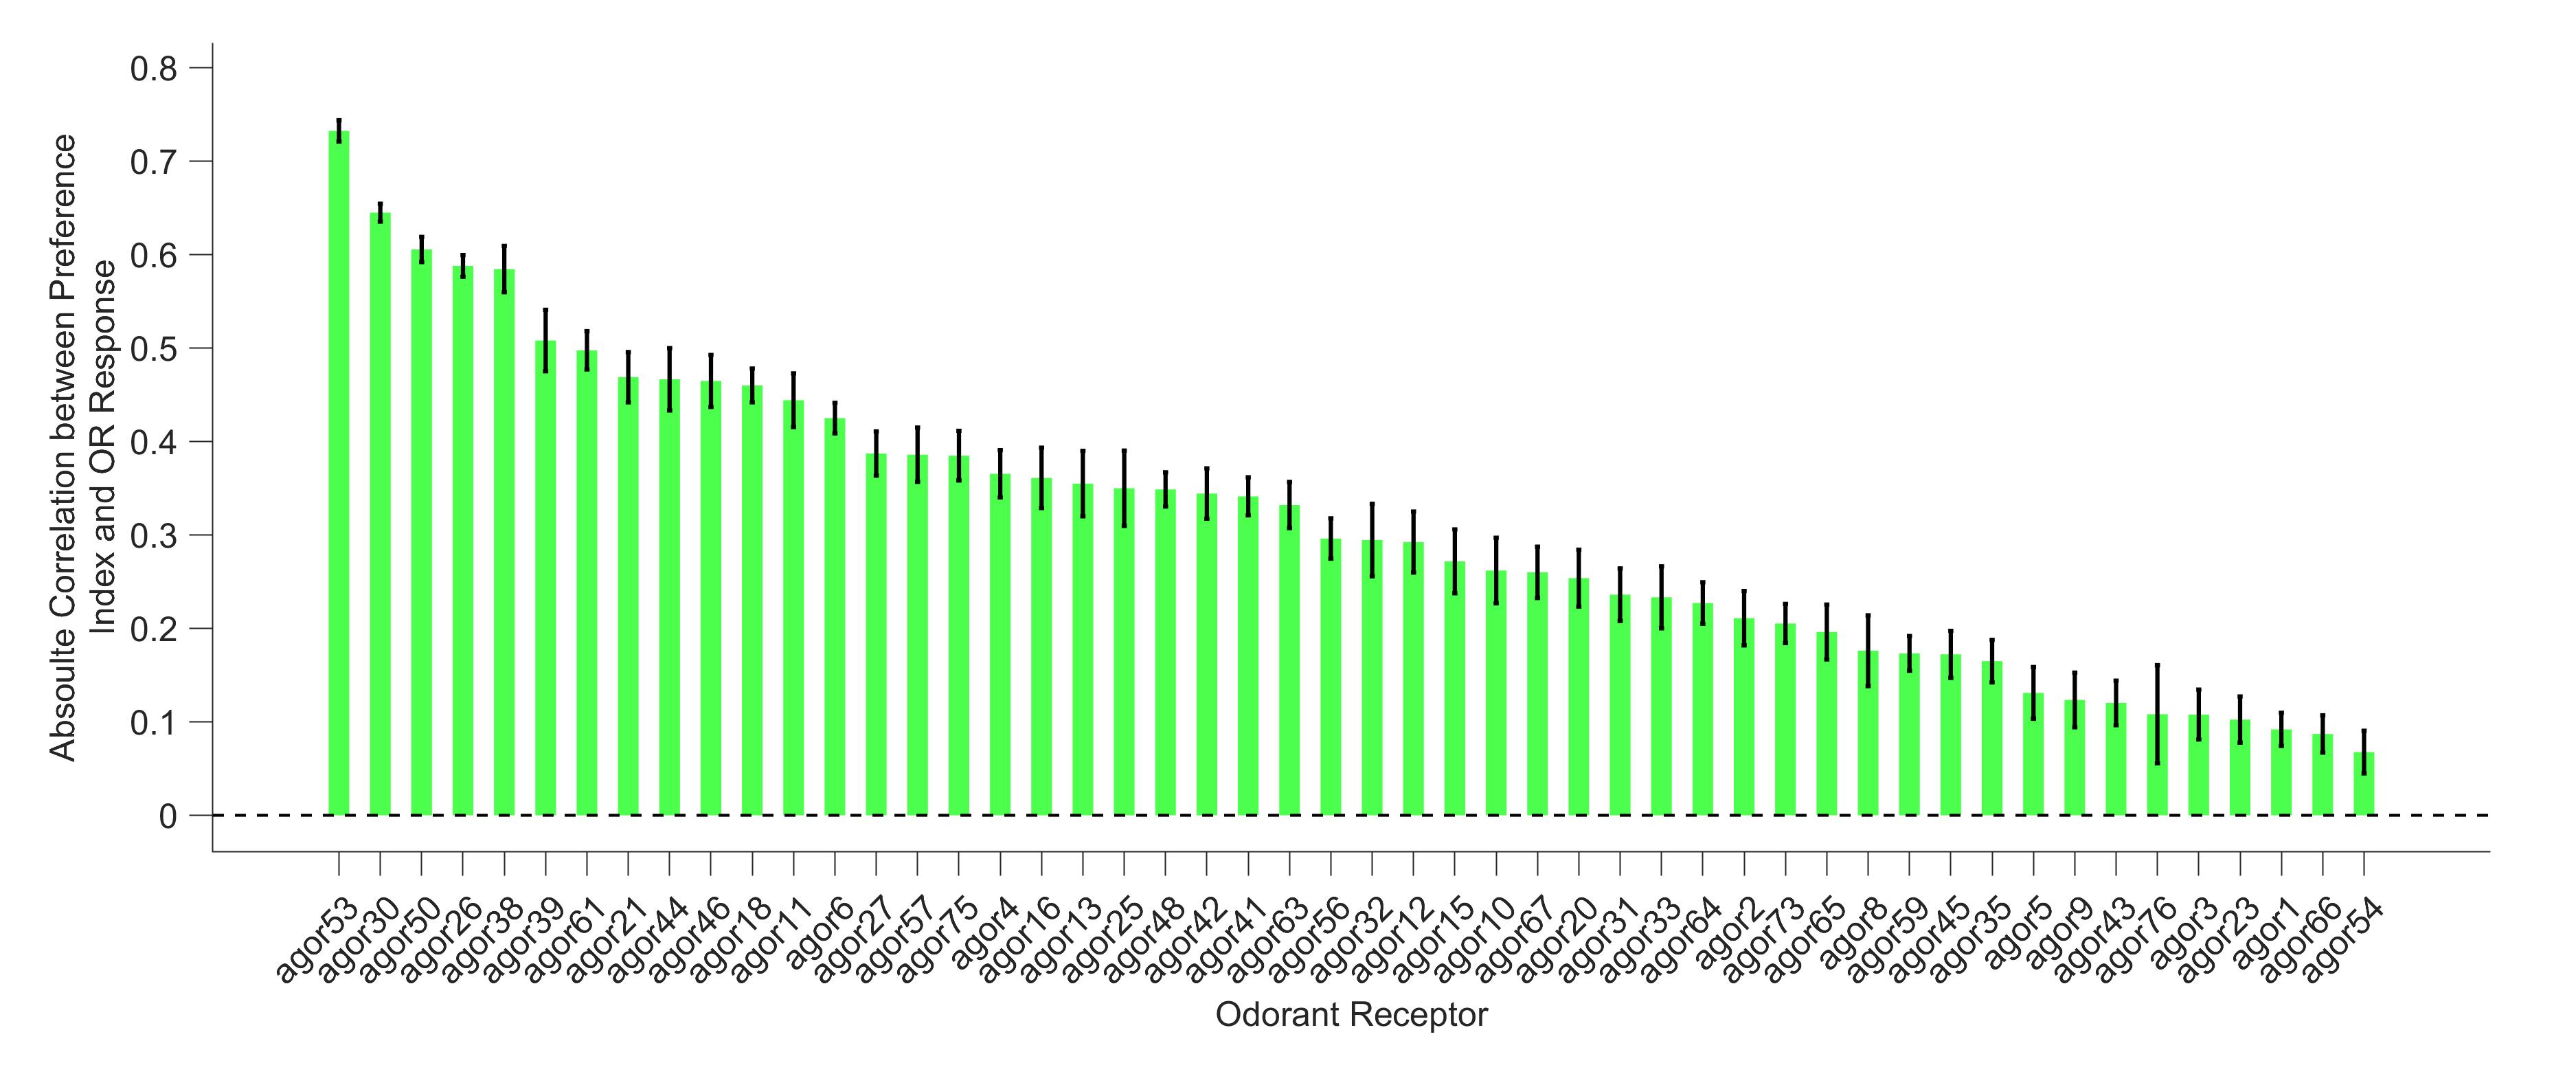 Absoulte Correlation between Preference
Index and OR Response
0.8
0.7
0.6
0.5
0.4
0.3
0.2
0.1
0
agor53
agor30
agor50
agor26
agor38
agor39
agor61
agor21
agor44
agor46
agor18
agor11
agor6
agor27
agor57
agor75
agor4
agor16
agor13
agor25
agor48
agor42
agor41
agor63
agor56
agor32
agor12
agor15
agor10
agor67
agor20
agor31
agor33
agor64
agor2
agor73
agor65
agor8
agor59
agor45
agor35
agor5
agor9
agor43
agor76
agor3
agor23
agor1
agor66
agor54
Odorant Receptor